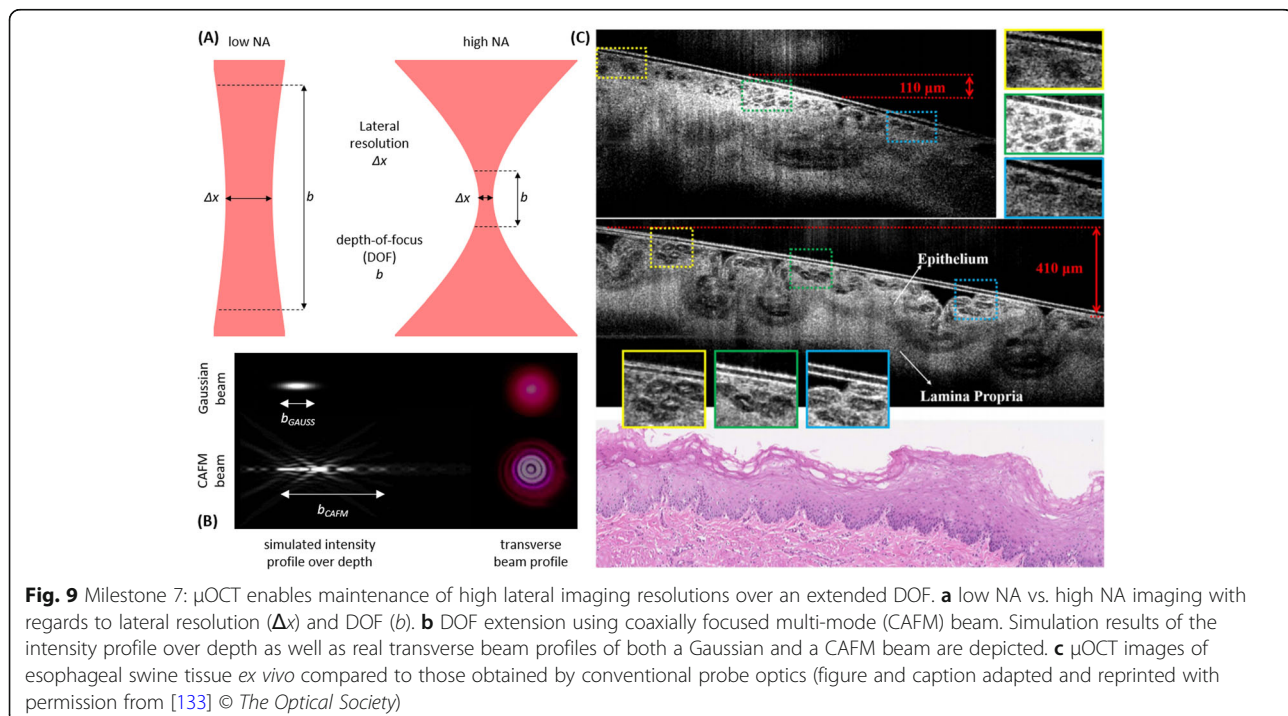 (A)
low NA
high NA
Lateral
resolution
Δx
Δx
b
Δx
b
depth-of-focus
(DOF)
b
Gaussian
beam
bGAUSS
CAFM
beam
bCAFM
(B)
simulated intensity
profile over depth
transverse
beam profile
(C)
110 μm
Epithelium
410 μm
Lamina Propria
Fig. 9 Milestone 7: μOCT enables maintenance of high lateral imaging resolutions over an extended DOF. a low NA vs. high NA imaging with
regards to lateral resolution (Δx) and DOF (b). b DOF extension using coaxially focused multi-mode (CAFM) beam. Simulation results of the
intensity profile over depth as well as real transverse beam profiles of both a Gaussian and a CAFM beam are depicted. c μOCT images of
esophageal swine tissue ex vivo compared to those obtained by conventional probe optics (figure and caption adapted and reprinted with
permission from [133] © The Optical Society)